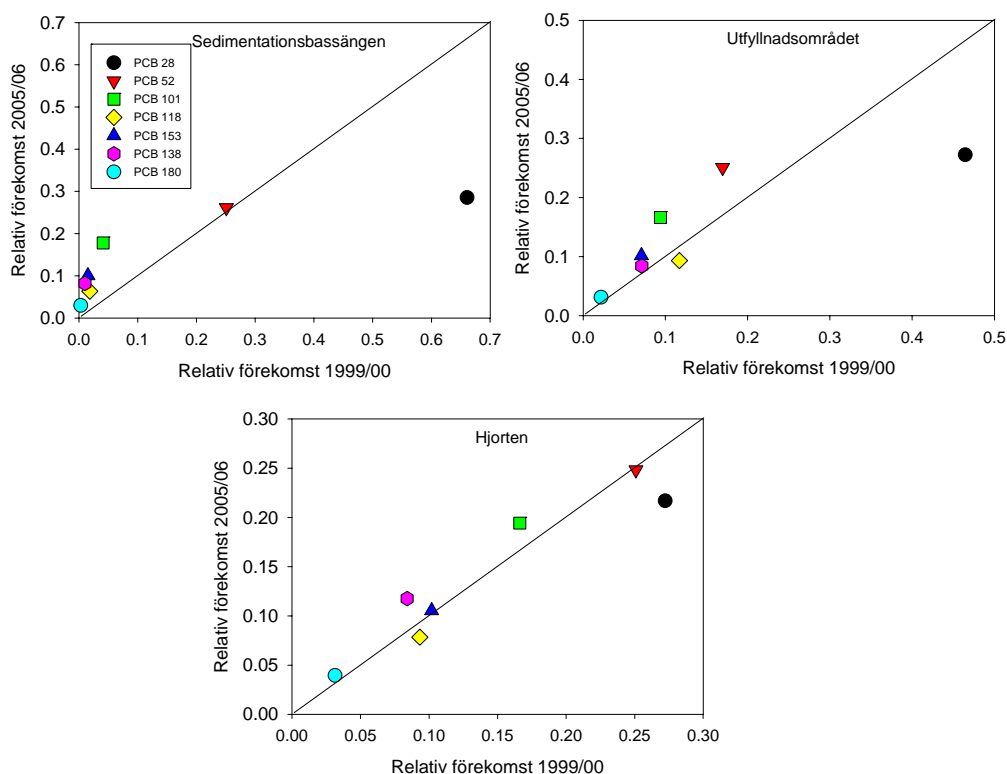 Sedimentationsbassängen
Relativ förekomst 2005/06
0.7
0.6
0.5
0.4
0.3
0.2
0.1
0.0
PCB 28
PCB 52
PCB 101
PCB 118
PCB 153
PCB 138
PCB 180
0.0 0.1 0.2 0.3 0.4 0.5 0.6 0.7
Relativ förekomst 1999/00
Utfyllnadsområdet
Relativ förekomst 2005/06
0.5
0.4
0.3
0.2
0.1
0.0
0.0 0.1 0.2 0.3 0.4 0.5
Relativ förekomst 1999/00
Hjorten
Relativ förekomst 2005/06
0.30
0.25
0.20
0.15
0.10
0.05
0.00
0.00 0.05 0.10 0.15 0.20 0.25 0.30
Relativ förekomst 1999/00